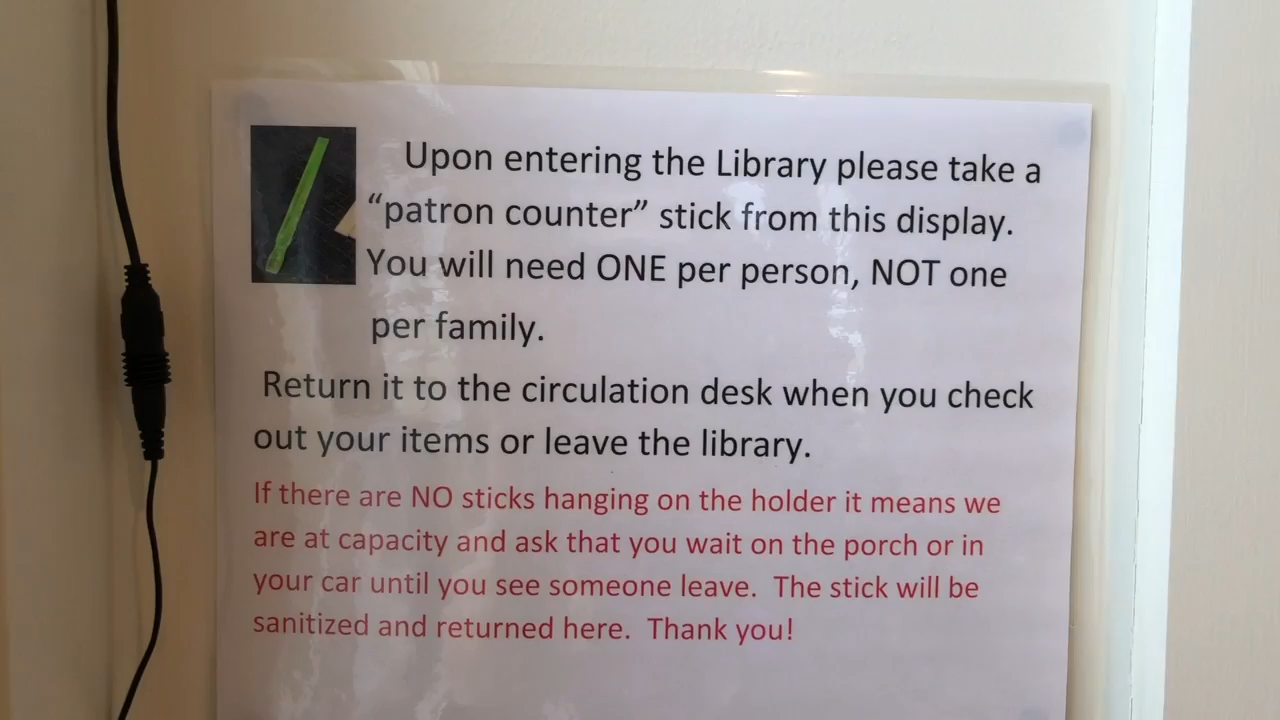 Upon entering the Library please take a
“patron counter” stick from this display.
You will need ONE per person, NOT one
per family.
Return it to the circulation desk when you check
out your items or leave the library.
If there are NO sticks hanging on the holder it means we
are at capacity and ask that you wait on the porch or in
your car until you see someone leave.  The stick will be
sanitized and returned here.  Thank you!